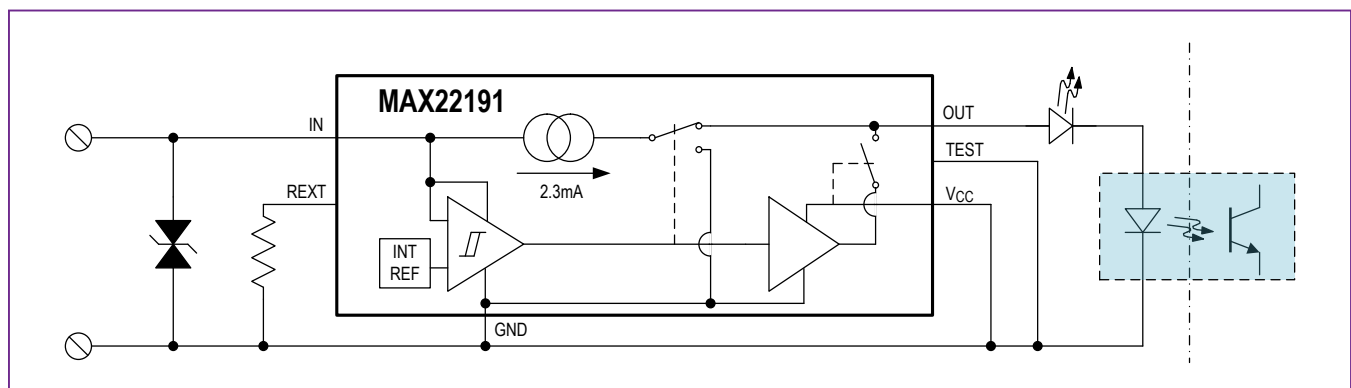 MAX22191
IN
OUT
TEST
REXT
2.3mA
VCC
INT
REF
GND